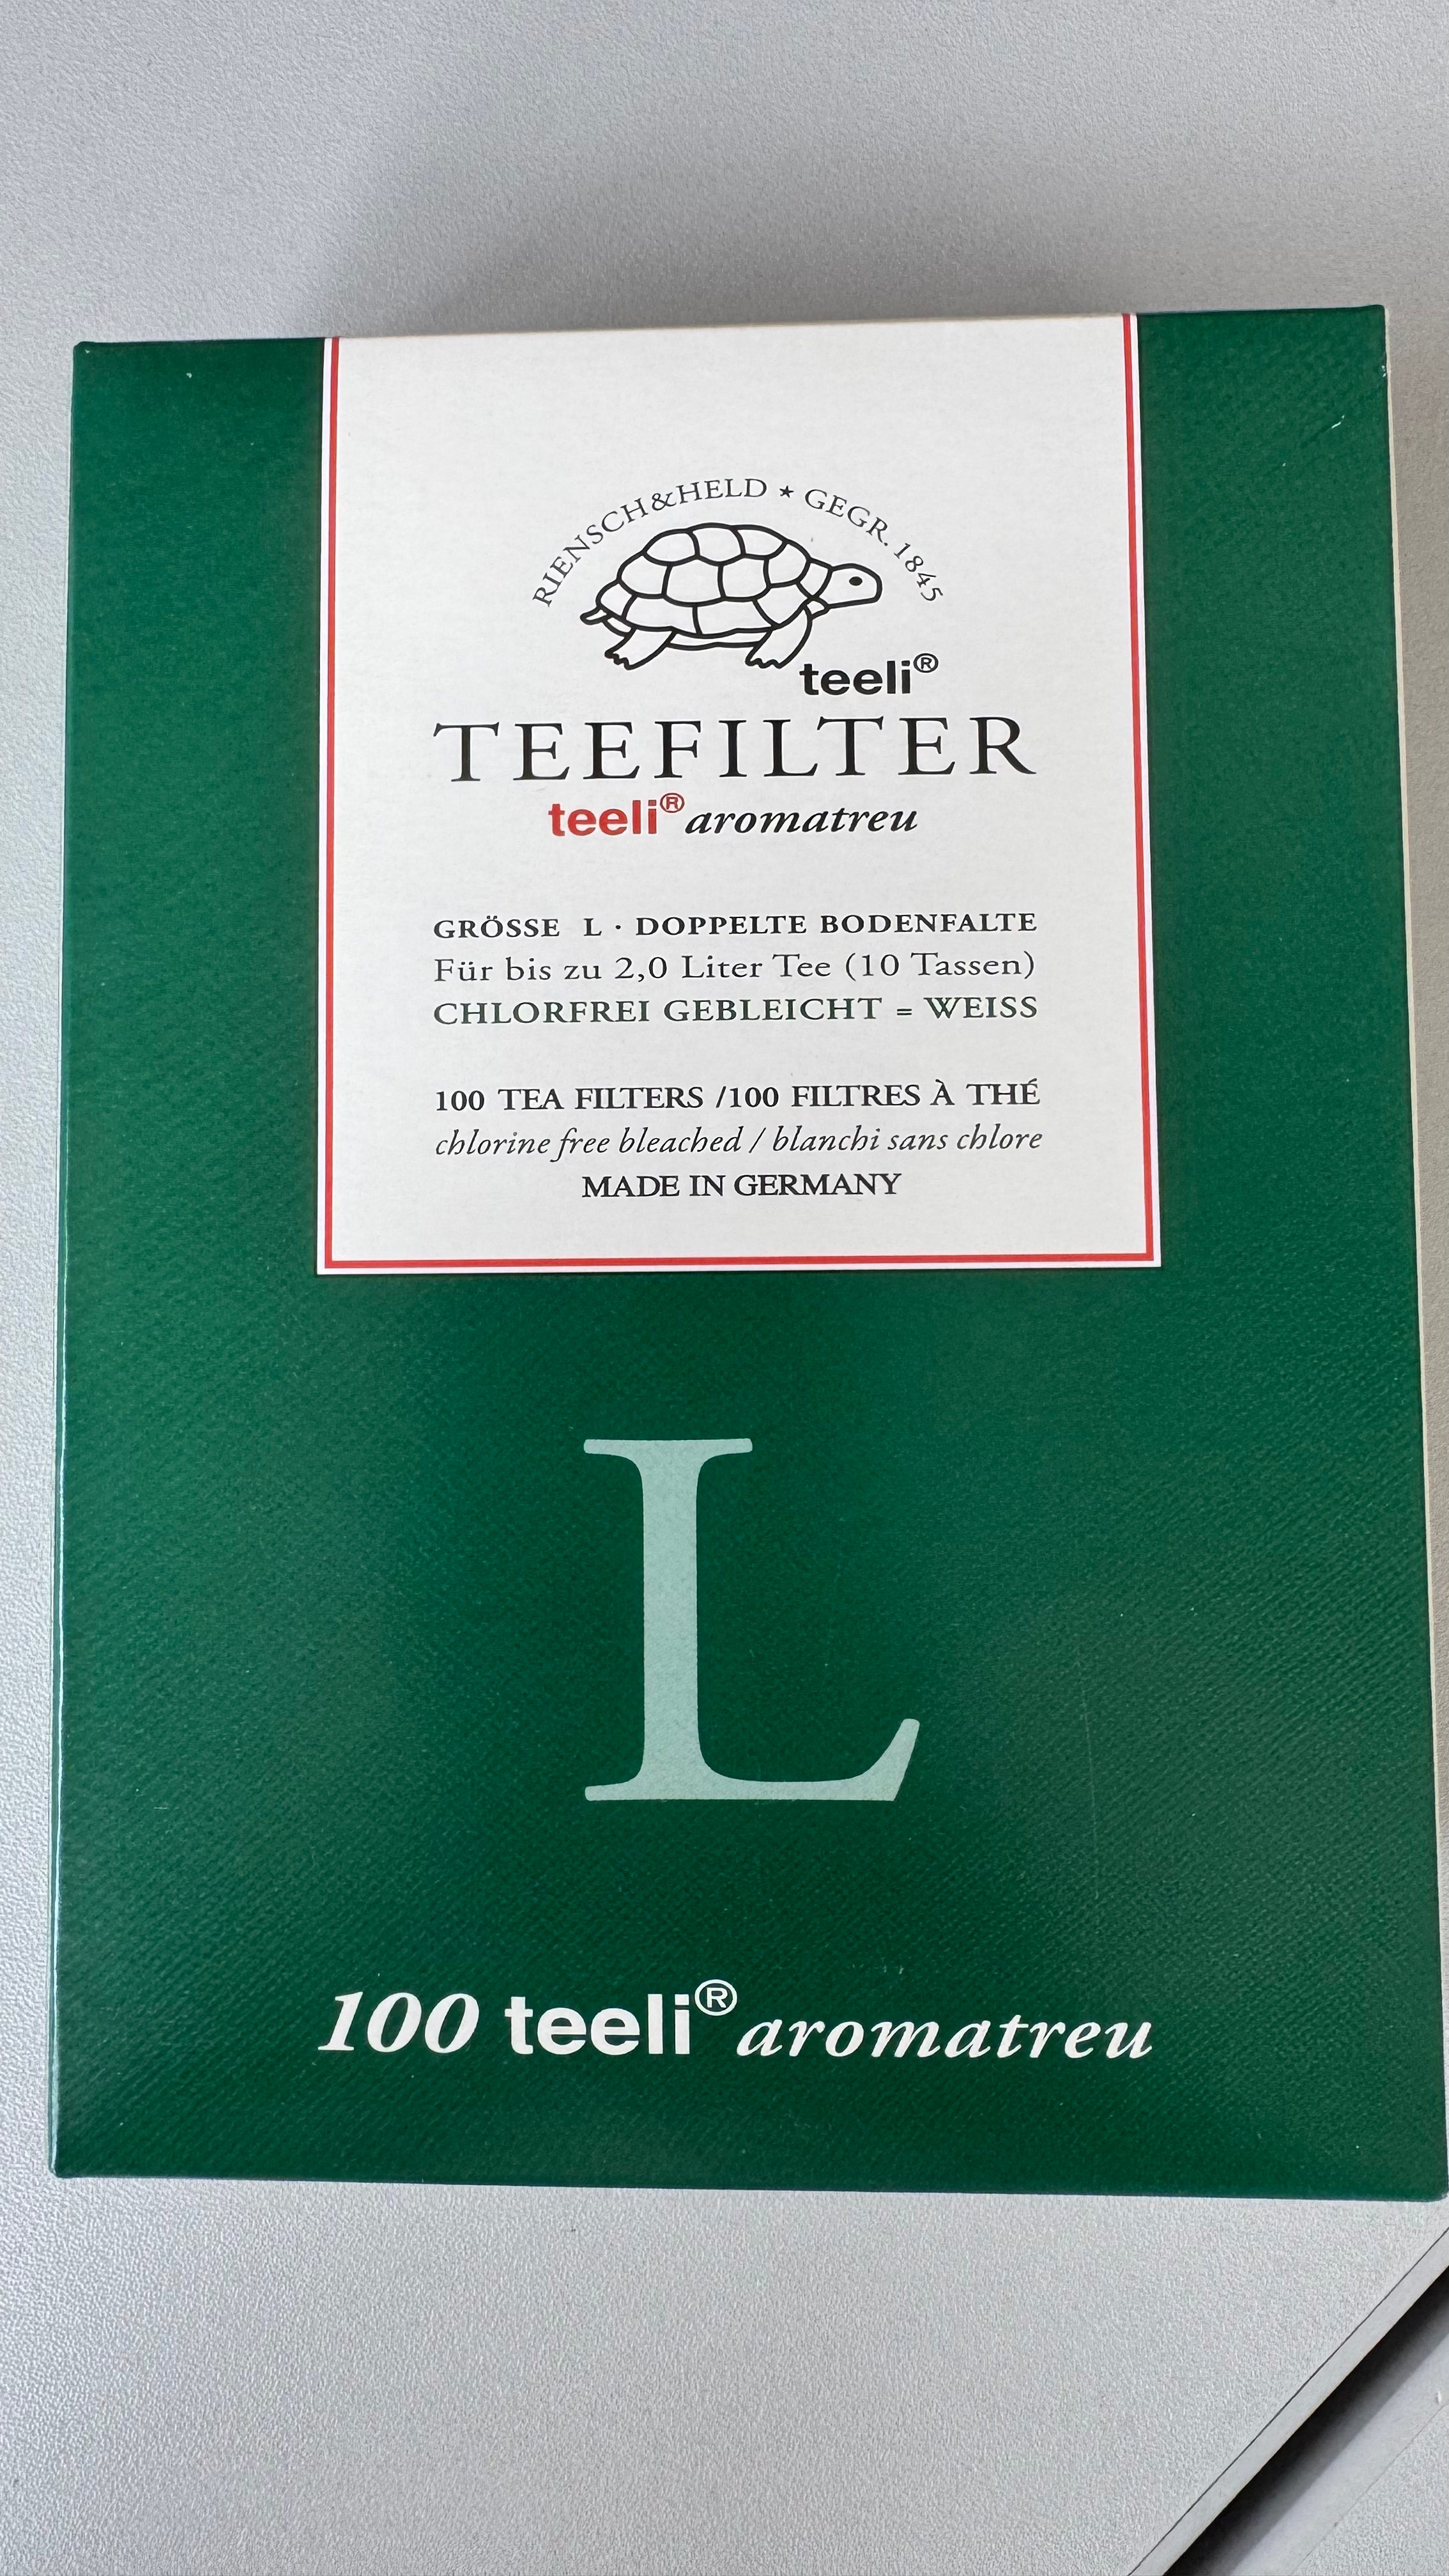 RIENSCH&HELD ★ GEGR. 1845
teeli®
TEEFILTER
teeli® aromatreu
GRÖSSE L · DOPPELTE BODENFALTE
Für bis zu 2,0 Liter Tee (10 Tassen)
CHLORFREI GEBLEICHT = WEISS
100 TEA FILTERS /100 FILTRES À THÉ
chlorine free bleached / blanchi sans chlore
MADE IN GERMANY
L
100 teeli® aromatreu